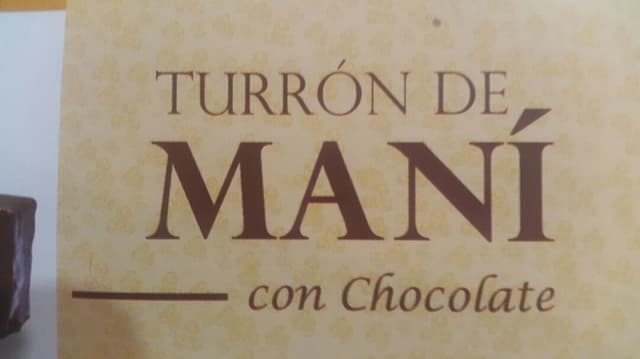 TURRÓN DE
MANÍ
con Chocolate